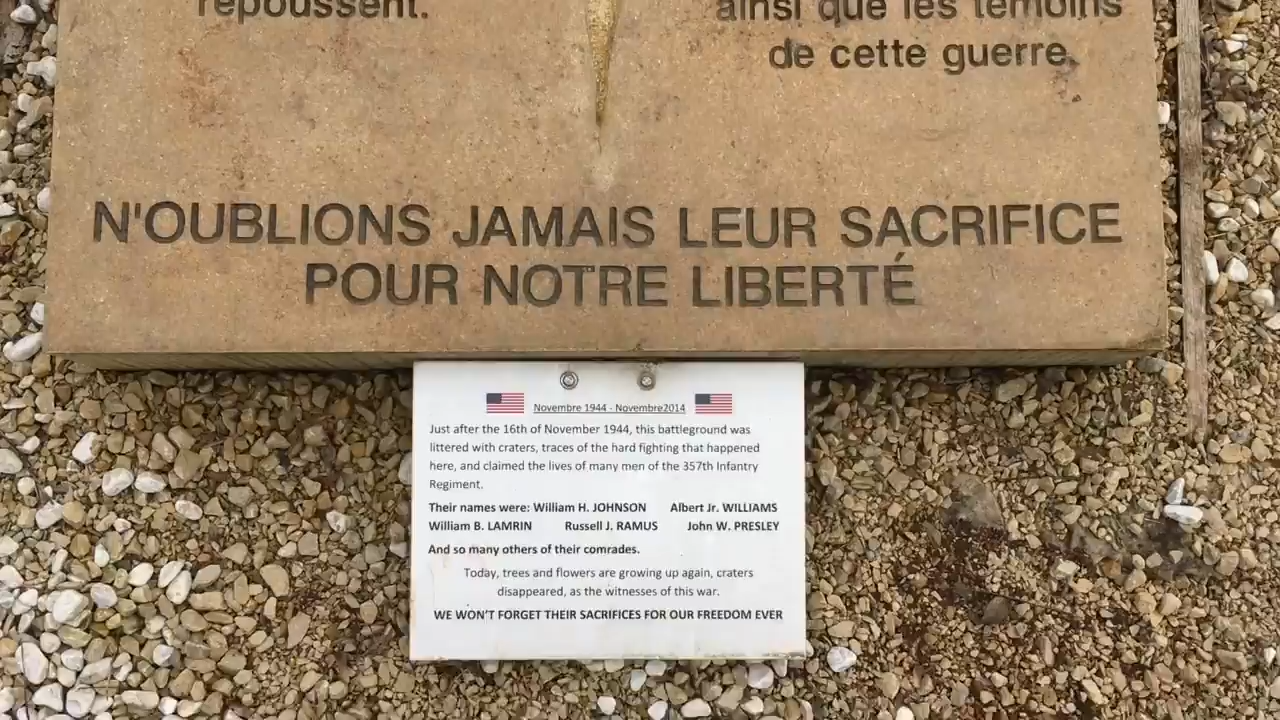 repoussent.
ainsi que les témoins
de cette guerre.
N'OUBLIONS JAMAIS LEUR SACRIFICE
POUR NOTRE LIBERTÉ
Novembre 1944 - Novembre2014
Just after the 16th of November 1944, this battleground was
littered with craters, traces of the hard fighting that happened
here, and claimed the lives of many men of the 357th Infantry
Regiment.
Their names were: William H. JOHNSON Albert Jr. WILLIAMS
William B. LAMRIN Russell J. RAMUS John W. PRESLEY
And so many others of their comrades.
Today, trees and flowers are growing up again, craters
disappeared, as the witnesses of this war.
WE WON'T FORGET THEIR SACRIFICES FOR OUR FREEDOM EVER